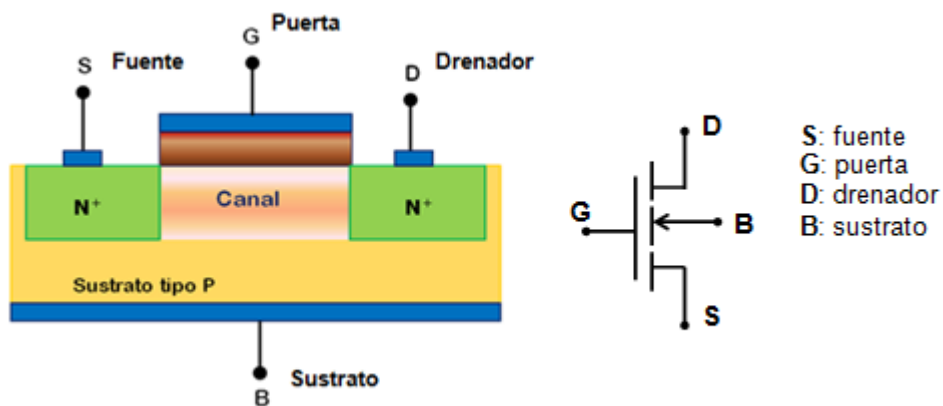 G Puerta
S Fuente
D Drenador
N+
Canal
N+
Sustrato tipo P
B Sustrato
D
G
B
S
S: fuente
G: puerta
D: drenador
B: sustrato